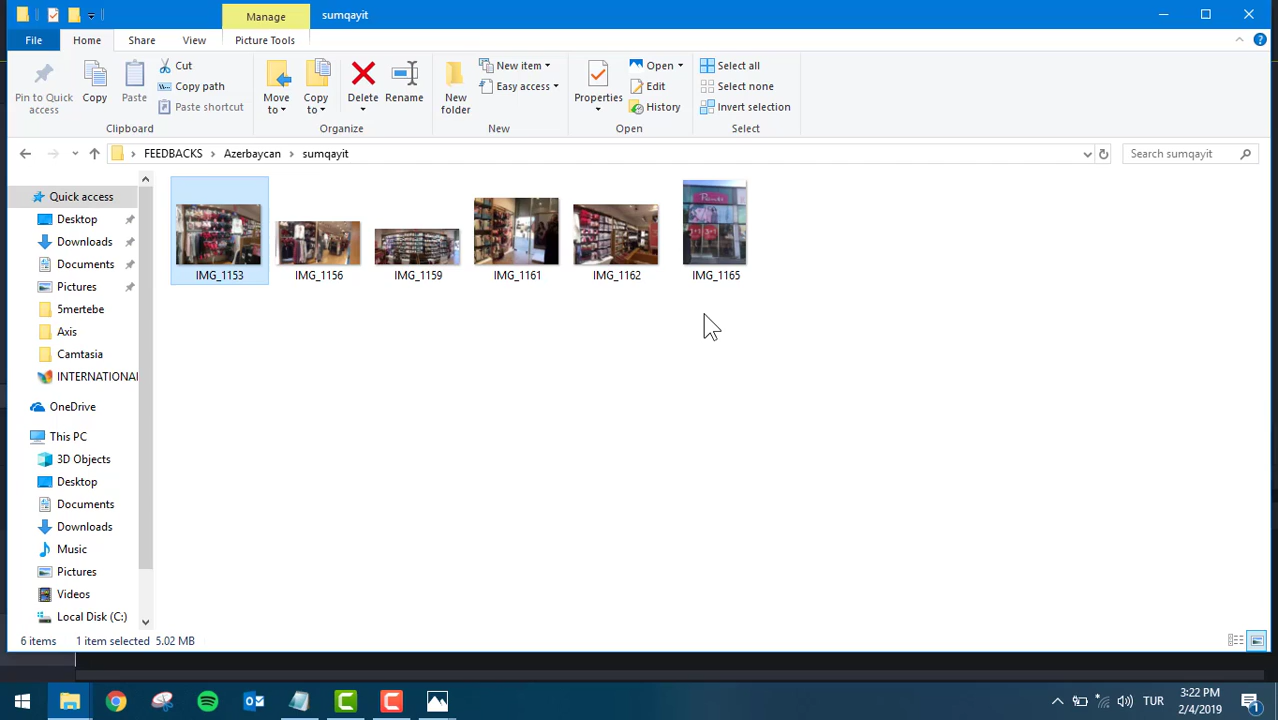 Manage
sumqayit
File
Home
Share
View
Picture Tools
Pin to Quick access
Copy
Paste
Cut
Copy path
Paste shortcut
Clipboard
Move to
Copy to
Delete
Rename
Organize
New folder
New item
Easy access
New
Properties
Open
Edit
History
Open
Select all
Select none
Invert selection
Select
FEEDBACKS
Azerbaycan
sumqayit
Search sumqayit
Quick access
Desktop
Downloads
Documents
Pictures
5mertebe
Axis
Camtasia
INTERNATIONAL
OneDrive
This PC
3D Objects
Desktop
Documents
Downloads
Music
Pictures
Videos
Local Disk (C:)
IMG_1153
IMG_1156
IMG_1159
IMG_1161
IMG_1162
IMG_1165
6 items
1 item selected 5.02 MB
TUR
3:22 PM
2/4/2019
1